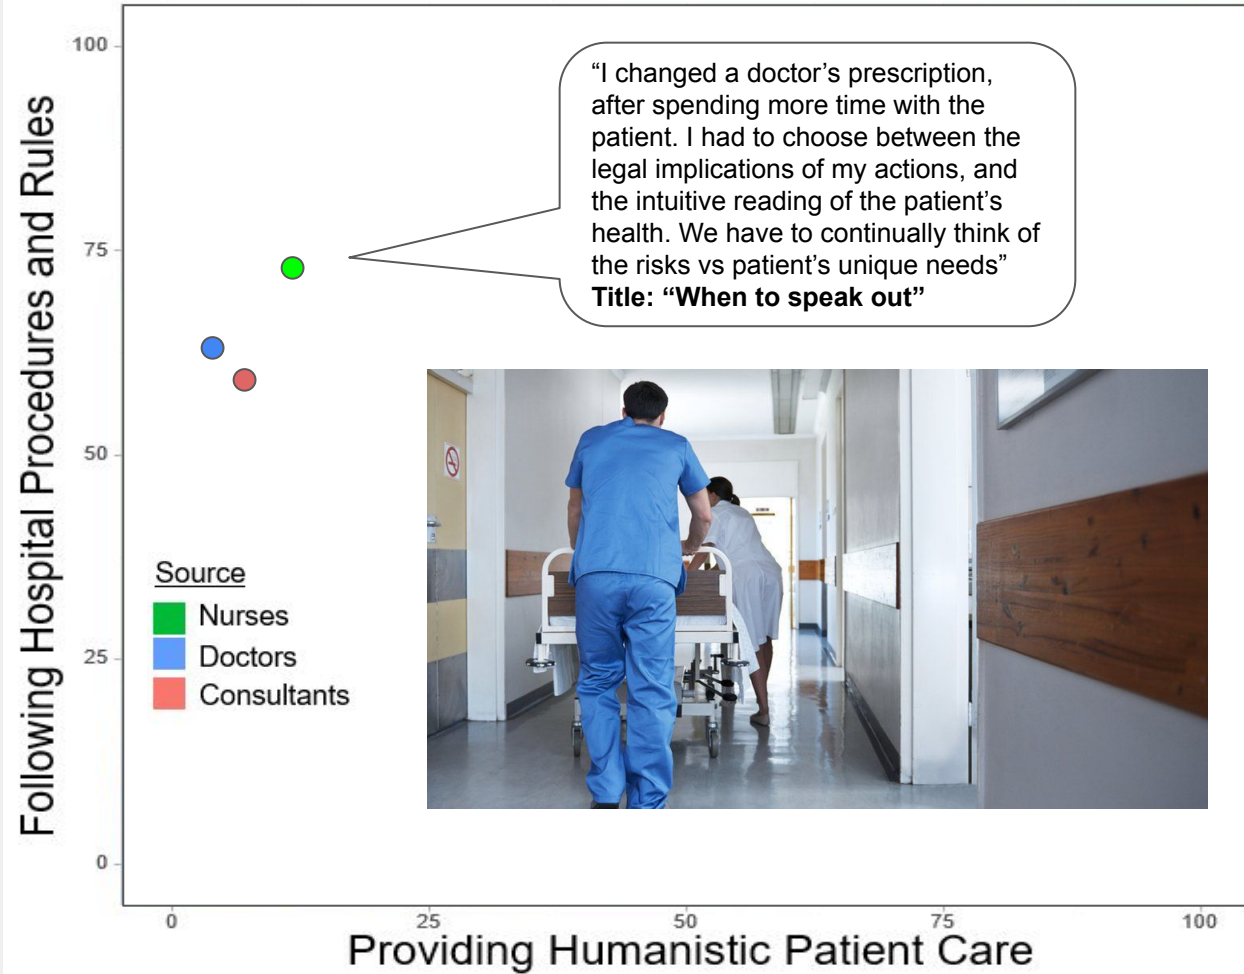 100
75
50
25
0
Following Hospital Procedures and Rules
“I changed a doctor’s prescription,
after spending more time with the
patient. I had to choose between the
legal implications of my actions, and
the intuitive reading of the patient’s
health. We have to continually think of
the risks vs patient’s unique needs”
Title: “When to speak out”
Source
Nurses
Doctors
Consultants
0
25
50
75
100
Providing Humanistic Patient Care